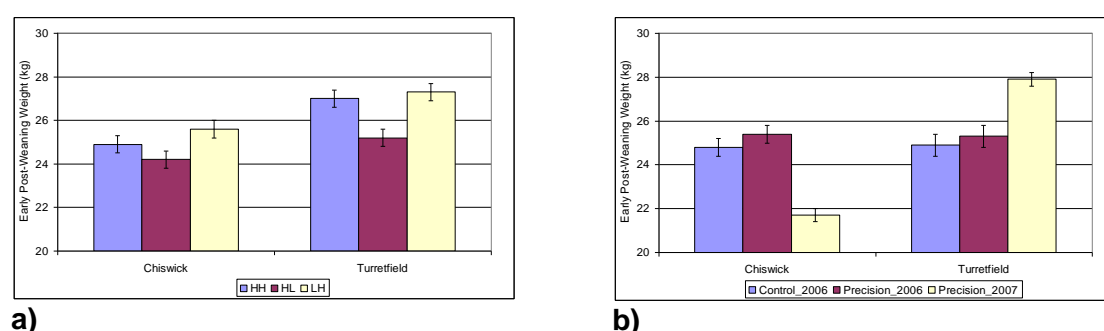 Early Post-Weaning Weight (kg)
30
28
26
24
22
20
Chiswick Turretfield
HH HL LH
a)
Early Post-Weaning Weight (kg)
30
28
26
24
22
20
Chiswick Turretfield
Control_2006 Precision_2006 Precision_2007
b)